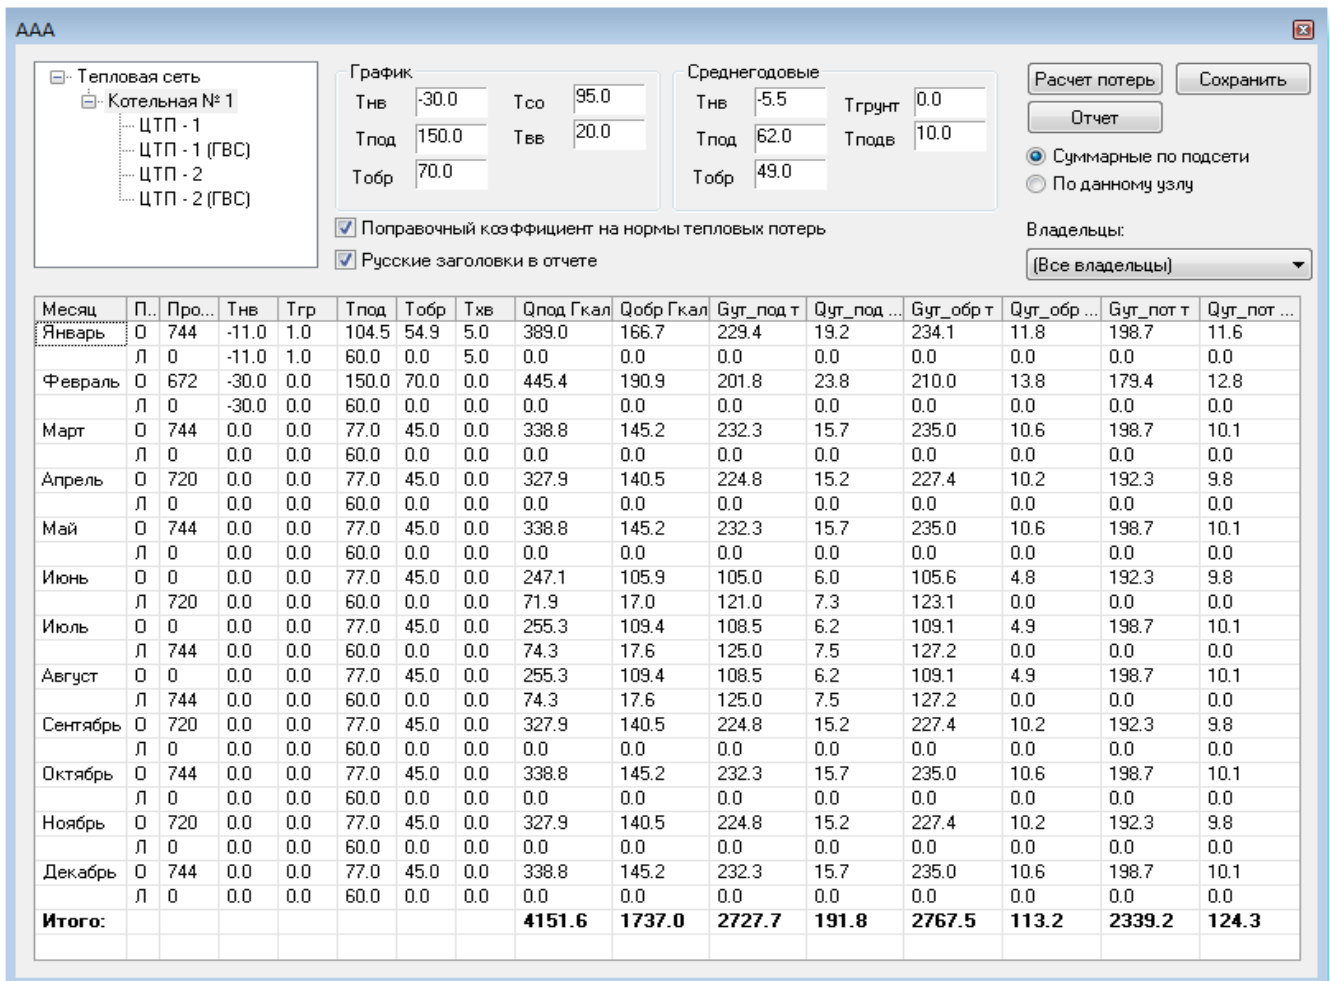 AAA
Тепловая сеть
Котельная № 1
ЦТП - 1
ЦТП - 1 (ГВС)
ЦТП - 2
ЦТП - 2 (ГВС)
График
Тнв -30.0 Тсо 95.0
Тпод 150.0 Твв 20.0
Тобр 70.0
Среднегодовые
Тнв -5.5 Тгрунт 0.0
Тпод 62.0 Тподв 10.0
Тобр 49.0
Расчет потерь Сохранить
Отчет
Суммарные по подсети
По данному узлу
Поправочный коэффициент на нормы тепловых потерь
Русские заголовки в отчете
Владельцы:
(Все владельцы)
Месяц П.. Про... Тнв Тгр Тпод Тобр Тхв Qпод Гкал Qобр Гкал Gут_под т Qут_под ... Gут_обр т Qут_обр ... Gут_пот т Qут_пот ...
Январь О 744 -11.0 1.0 104.5 54.9 5.0 389.0 166.7 229.4 19.2 234.1 11.8 198.7 11.6
Л 0 -11.0 1.0 60.0 0.0 5.0 0.0 0.0 0.0 0.0 0.0 0.0 0.0 0.0
Февраль О 672 -30.0 0.0 150.0 70.0 0.0 445.4 190.9 201.8 23.8 210.0 13.8 179.4 12.8
Л 0 -30.0 0.0 60.0 0.0 0.0 0.0 0.0 0.0 0.0 0.0 0.0 0.0 0.0
Март О 744 0.0 0.0 77.0 45.0 0.0 338.8 145.2 232.3 15.7 235.0 10.6 198.7 10.1
Л 0 0.0 0.0 60.0 0.0 0.0 0.0 0.0 0.0 0.0 0.0 0.0 0.0 0.0
Апрель О 720 0.0 0.0 77.0 45.0 0.0 327.9 140.5 224.8 15.2 227.4 10.2 192.3 9.8
Л 0 0.0 0.0 60.0 0.0 0.0 0.0 0.0 0.0 0.0 0.0 0.0 0.0 0.0
Май О 744 0.0 0.0 77.0 45.0 0.0 338.8 145.2 232.3 15.7 235.0 10.6 198.7 10.1
Л 0 0.0 0.0 60.0 0.0 0.0 0.0 0.0 0.0 0.0 0.0 0.0 0.0 0.0
Июнь О 0 0.0 0.0 77.0 45.0 0.0 247.1 105.9 105.0 6.0 105.6 4.8 192.3 9.8
Л 720 0.0 0.0 60.0 0.0 0.0 71.9 17.0 121.0 7.3 123.1 0.0 0.0 0.0
Июль О 0 0.0 0.0 77.0 45.0 0.0 255.3 109.4 108.5 6.2 109.1 4.9 198.7 10.1
Л 744 0.0 0.0 60.0 0.0 0.0 74.3 17.6 125.0 7.5 127.2 0.0 0.0 0.0
Август О 0 0.0 0.0 77.0 45.0 0.0 255.3 109.4 108.5 6.2 109.1 4.9 198.7 10.1
Л 744 0.0 0.0 60.0 0.0 0.0 74.3 17.6 125.0 7.5 127.2 0.0 0.0 0.0
Сентябрь О 720 0.0 0.0 77.0 45.0 0.0 327.9 140.5 224.8 15.2 227.4 10.2 192.3 9.8
Л 0 0.0 0.0 60.0 0.0 0.0 0.0 0.0 0.0 0.0 0.0 0.0 0.0 0.0
Октябрь О 744 0.0 0.0 77.0 45.0 0.0 338.8 145.2 232.3 15.7 235.0 10.6 198.7 10.1
Л 0 0.0 0.0 60.0 0.0 0.0 0.0 0.0 0.0 0.0 0.0 0.0 0.0 0.0
Ноябрь О 720 0.0 0.0 77.0 45.0 0.0 327.9 140.5 224.8 15.2 227.4 10.2 192.3 9.8
Л 0 0.0 0.0 60.0 0.0 0.0 0.0 0.0 0.0 0.0 0.0 0.0 0.0 0.0
Декабрь О 744 0.0 0.0 77.0 45.0 0.0 338.8 145.2 232.3 15.7 235.0 10.6 198.7 10.1
Л 0 0.0 0.0 60.0 0.0 0.0 0.0 0.0 0.0 0.0 0.0 0.0 0.0 0.0
Итого: 4151.6 1737.0 2727.7 191.8 2767.5 113.2 2339.2 124.3